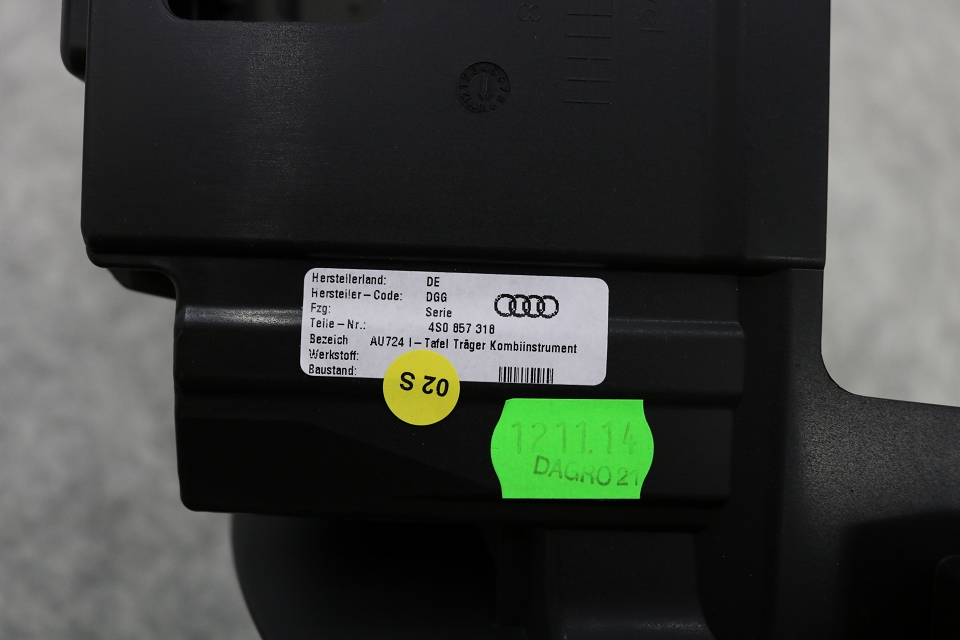 Herstellerland: DE
Hersteller-Code: DGG
Fzg: Serie
Teile-Nr.: 4S0 857 318
Bezeich AU724 I-Tafel Träger Kombiinstrument
Werkstoff:
Baustand:
02 S
12.11.14
DAGRO 21